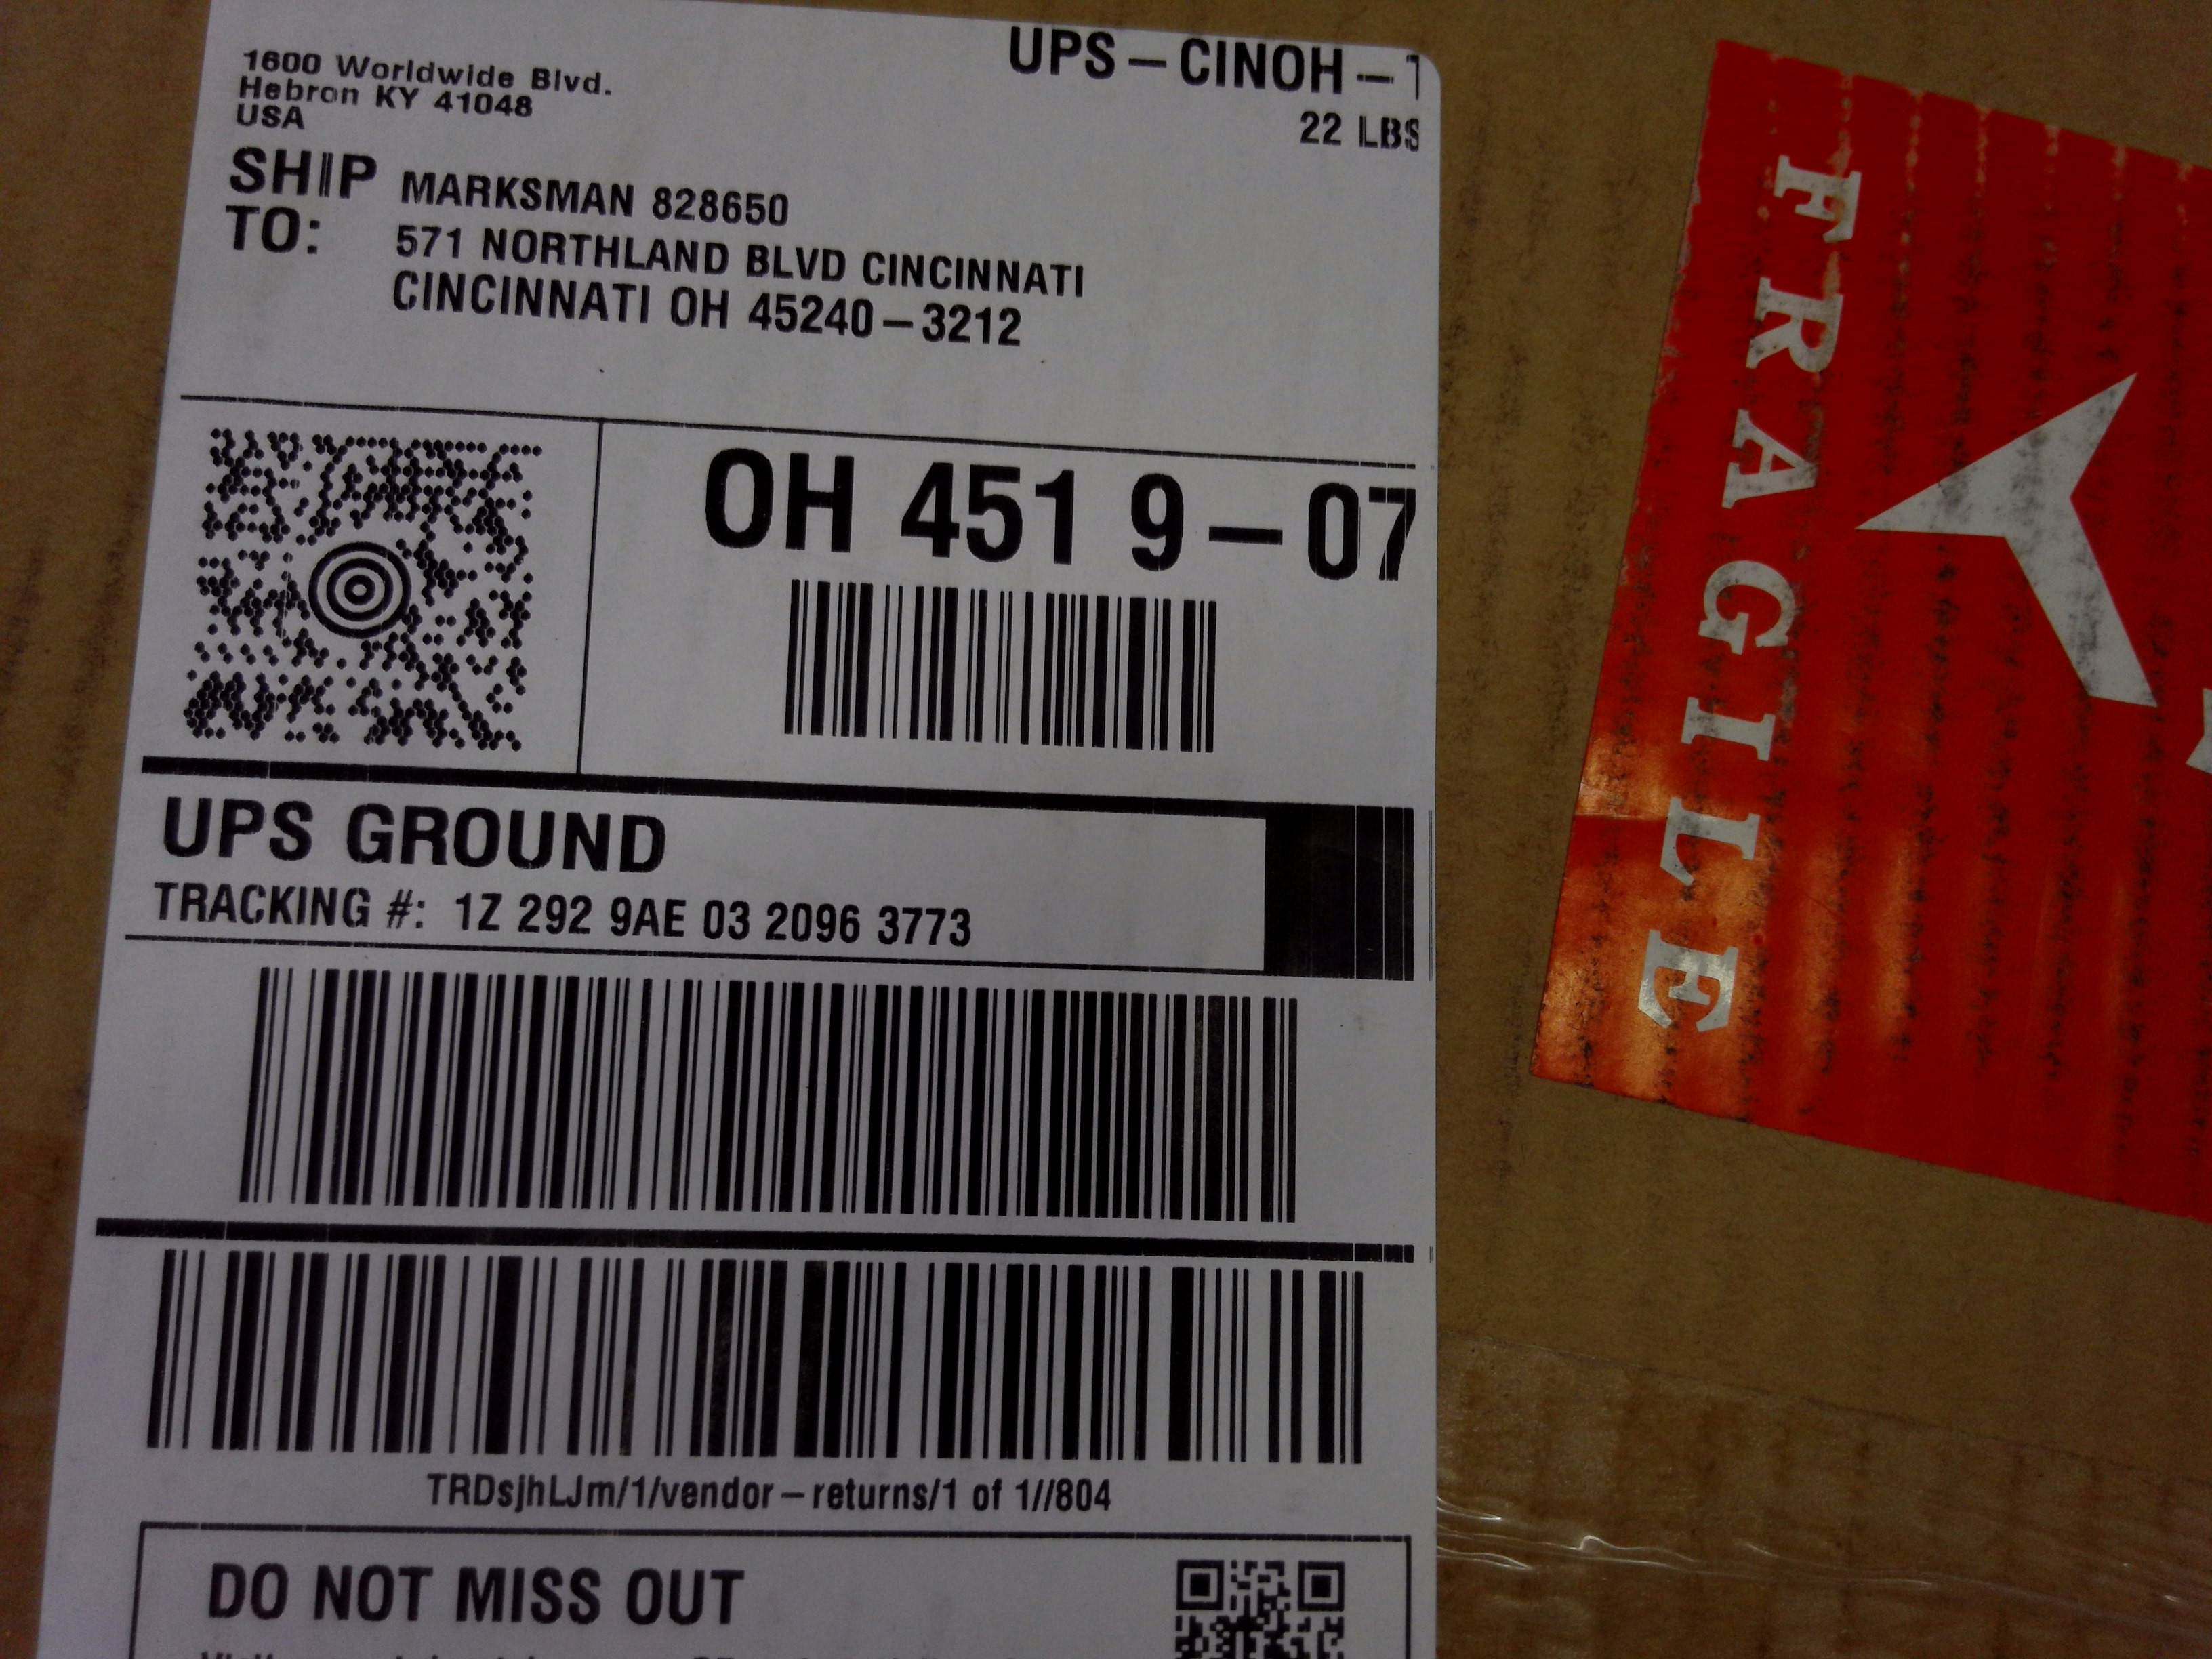 1600 Worldwide Blvd.
Hebron KY 41048
USA
UPS – CINOH –
22 LBS
SHIP TO:
MARKSMAN 828650
571 NORTHLAND BLVD CINCINNATI
CINCINNATI OH 45240 – 3212
OH 451 9 – 07
UPS GROUND
TRACKING #: 1Z 292 9AE 03 2096 3773
TRDsjhLJm/1/vendor – returns/1 of 1//804
DO NOT MISS OUT
FRAGILE